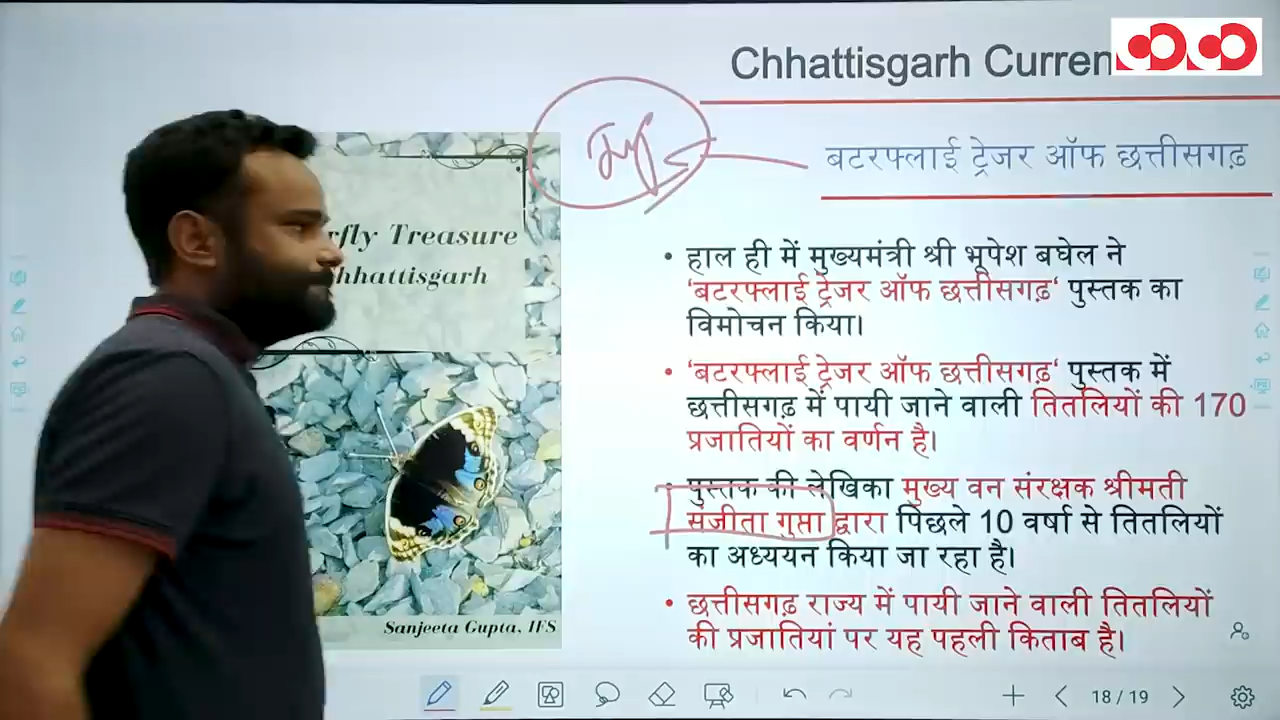 Chhattisgarh Curren
बटरफ्लाई ट्रेजर ऑफ छत्तीसगढ़
rfly Treasure
hhattisgarh
• हाल ही में मुख्यमंत्री श्री भूपेश बघेल ने
'बटरफ्लाई ट्रेजर ऑफ छत्तीसगढ़' पुस्तक का
विमोचन किया।
• 'बटरफ्लाई ट्रेजर ऑफ छत्तीसगढ़' पुस्तक में
छत्तीसगढ़ में पायी जाने वाली तितलियों की 170
प्रजातियों का वर्णन है।
• पुस्तक की लेखिका मुख्य वन संरक्षक श्रीमती
संजीता गुप्ता द्वारा पिछले 10 वर्षों से तितलियों
का अध्ययन किया जा रहा है।
• छत्तीसगढ़ राज्य में पायी जाने वाली तितलियों
की प्रजातियां पर यह पहली किताब है।
Sanjeeta Gupta, IFS
18 / 19